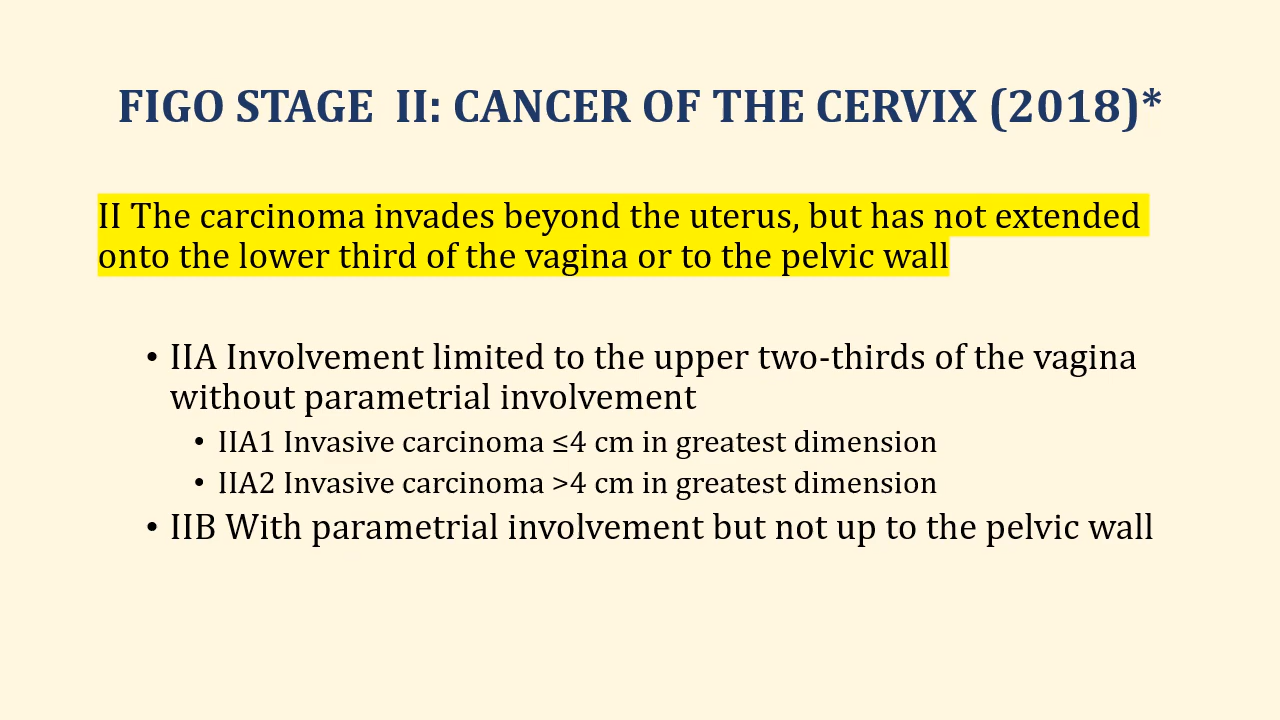 FIGO STAGE  II: CANCER OF THE CERVIX (2018)*
II The carcinoma invades beyond the uterus, but has not extended
onto the lower third of the vagina or to the pelvic wall
• IIA Involvement limited to the upper two-thirds of the vagina
without parametrial involvement
• IIA1 Invasive carcinoma ≤4 cm in greatest dimension
• IIA2 Invasive carcinoma >4 cm in greatest dimension
• IIB With parametrial involvement but not up to the pelvic wall